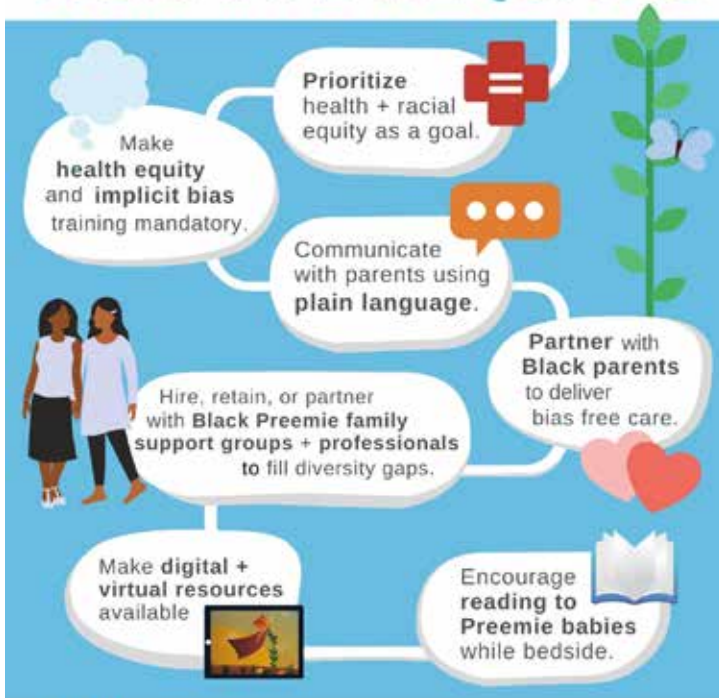 Prioritize
health + racial
equity as a goal.
Make
health equity
and implicit bias
training mandatory.
Communicate
with parents using
plain language.
Partner with
Black parents
to deliver
bias free care.
Hire, retain, or partner
with Black Preemie family
support groups + professionals
to fill diversity gaps.
Make digital +
virtual resources
available
Encourage
reading to
Preemie babies
while bedside.